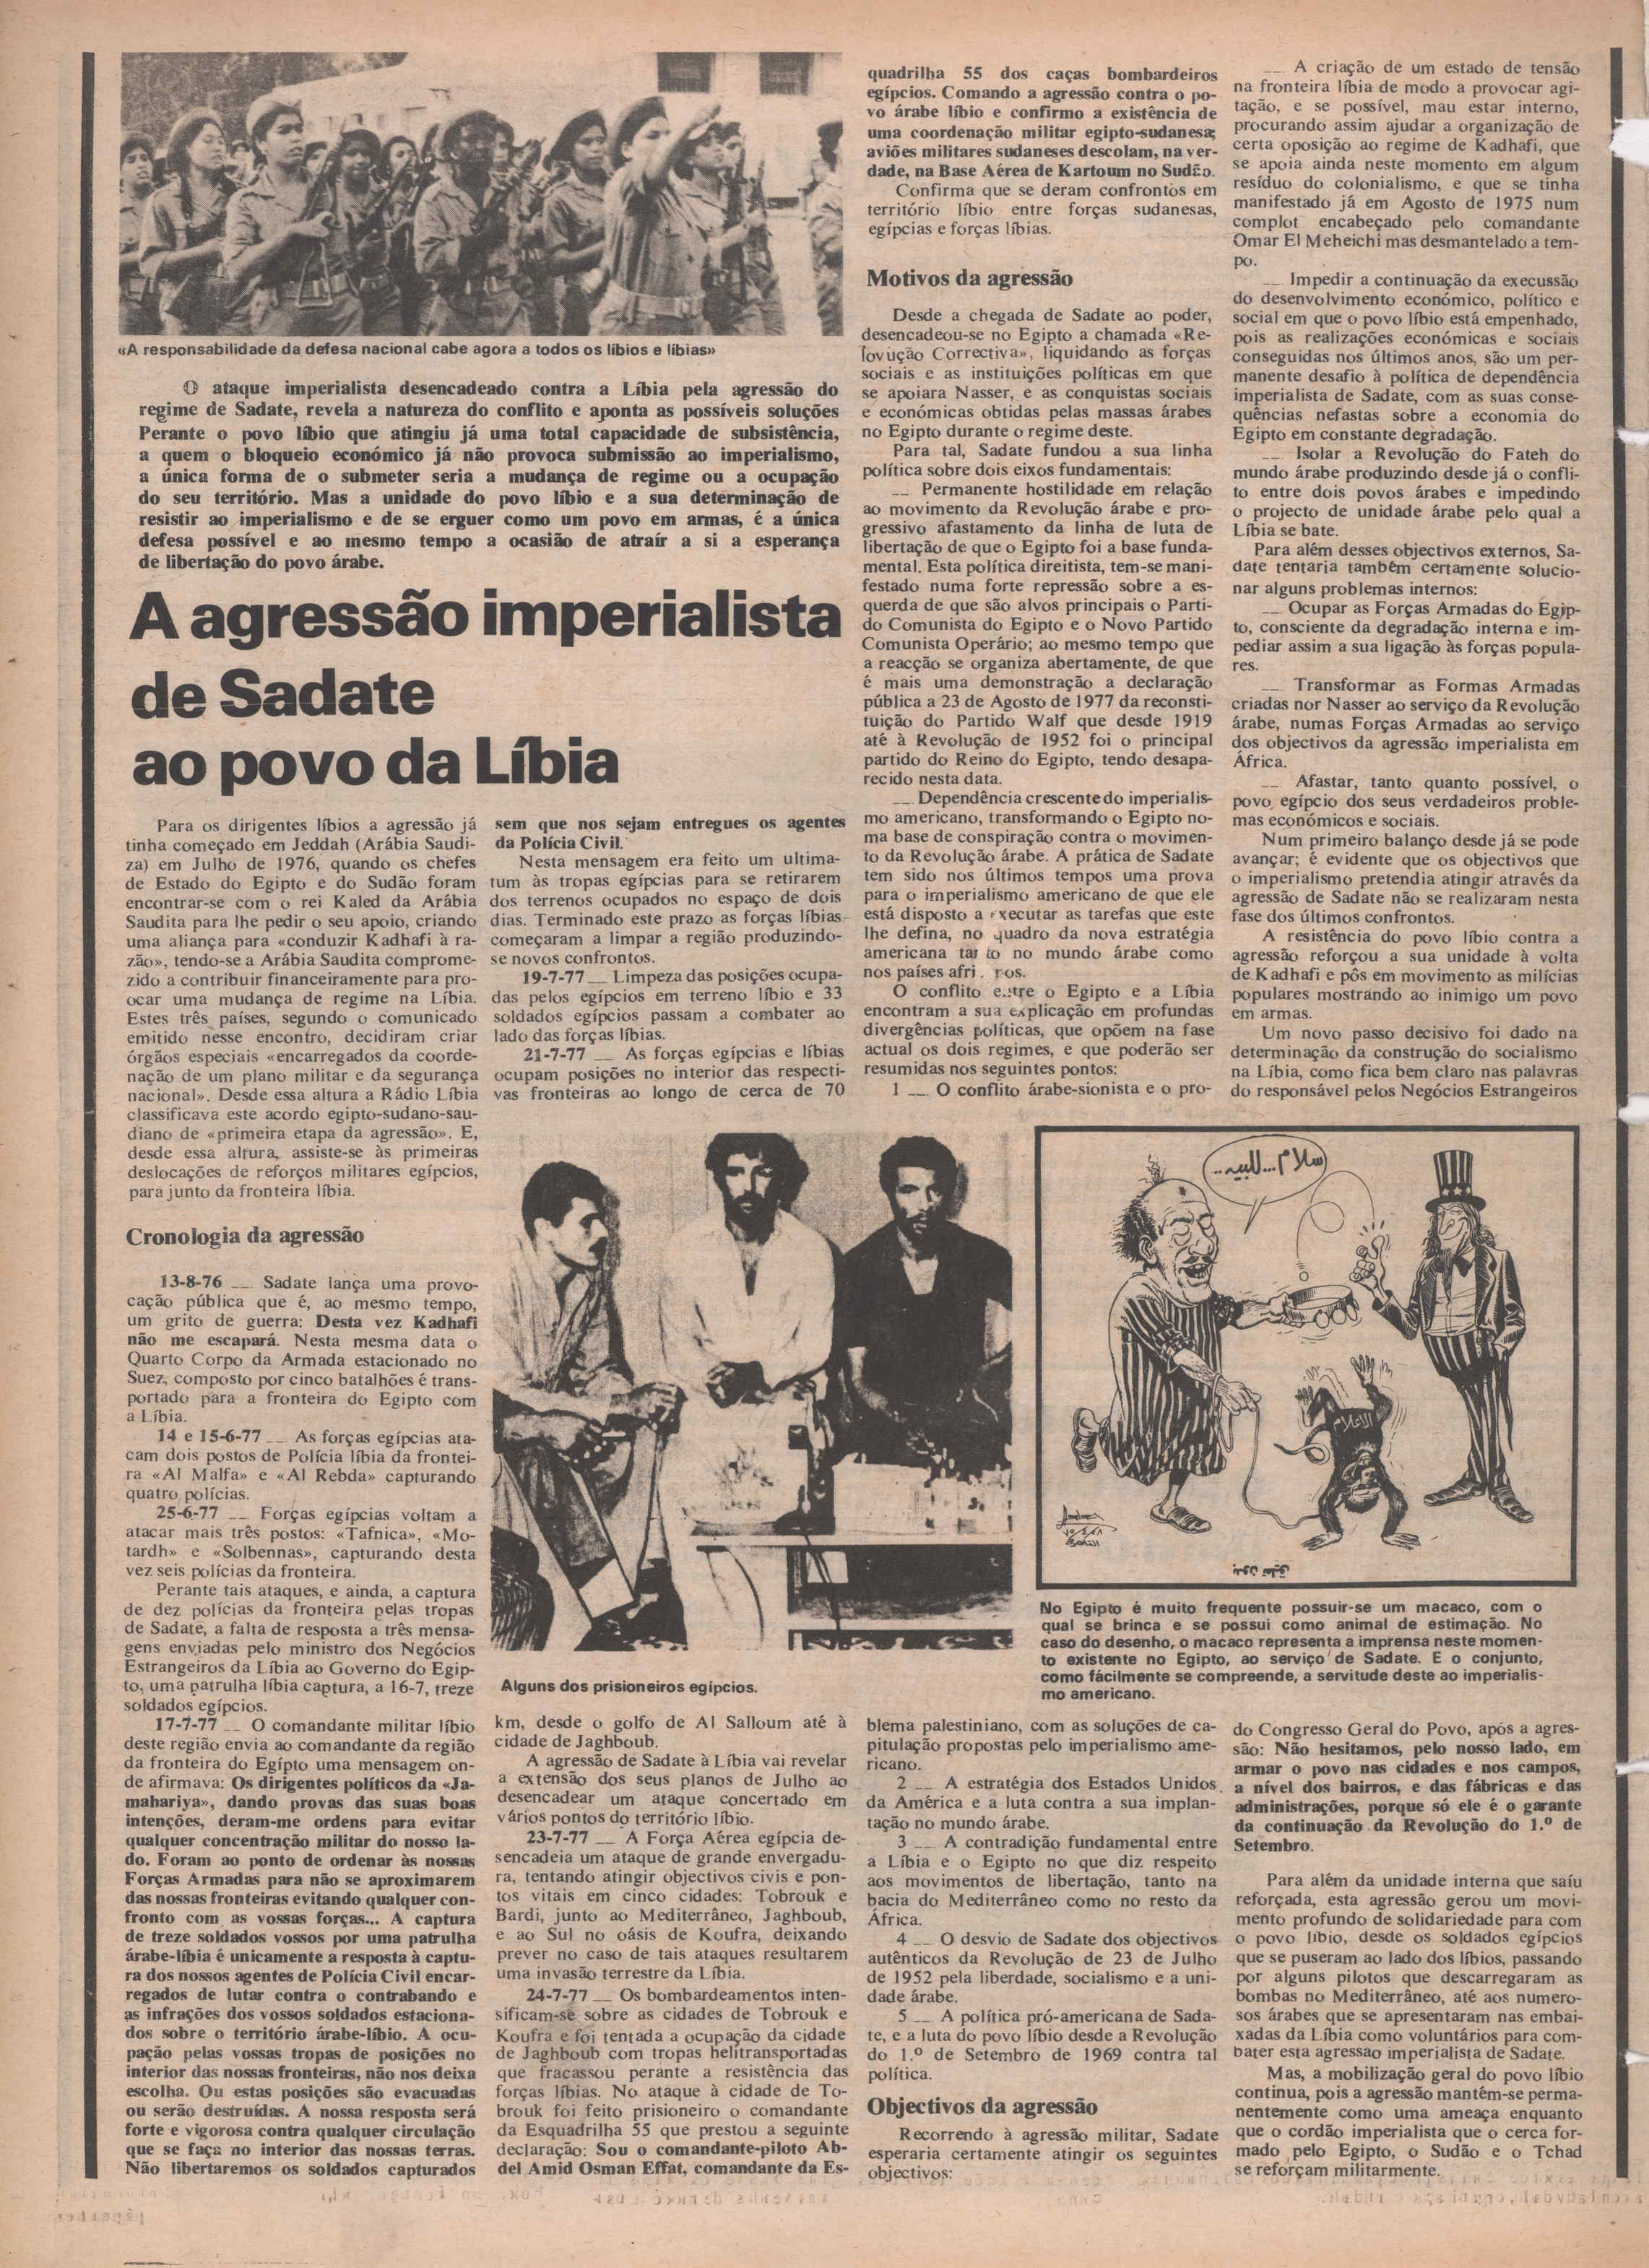 «A responsabilidade da defesa nacional cabe agora a todos os líbios e líbias»
O ataque imperialista desencadeado contra a Líbia pela agressão do
regime de Sadate, revela a natureza do conflito e aponta as possíveis soluções
Perante o povo líbio que atingiu já uma total capacidade de subsistência,
a quem o bloqueio económico já não provoca submissão ao imperialismo,
a única forma de o submeter seria a mudança de regime ou a ocupação
do seu território. Mas a unidade do povo líbio e a sua determinação de
resistir ao imperialismo e de se erguer como um povo em armas, é a única
defesa possível e ao mesmo tempo a ocasião de atraír a si a esperança
de libertação do povo árabe.
A agressão imperialista
de Sadate
ao povo da Líbia
Para os dirigentes líbios a agressão já
tinha começado em Jeddah (Arábia Saudi-
za) em Julho de 1976, quando os chefes
de Estado do Egipto e do Sudão foram
encontrar-se com o rei Kaled da Arábia
Saudita para lhe pedir o seu apoio, criando
uma aliança para «conduzir Kadhafi à ra-
zão», tendo-se a Arábia Saudita comprome-
zido a contribuir financeiramente para pro-
ocar uma mudança de regime na Líbia.
Estes três países, segundo o comunicado
emitido nesse encontro, decidiram criar
órgãos especiais «encarregados da coorde-
nação de um plano militar e da segurança
nacional». Desde essa altura a Rádio Líbia
classificava este acordo egipto-sudano-sau-
diano de «primeira etapa da agressão». E,
desde essa altura, assiste-se às primeiras
deslocações de reforços militares egípcios,
para junto da fronteira líbia.
Cronologia da agressão
13-8-76 __ Sadate lança uma provo-
cação pública que é, ao mesmo tempo,
um grito de guerra: Desta vez Kadhafi
não me escapará. Nesta mesma data o
Quarto Corpo da Armada estacionado no
Suez, composto por cinco batalhões é trans-
portado para a fronteira do Egipto com
a Líbia.
14 e 15-6-77 __ As forças egípcias ata-
cam dois postos de Polícia líbia da frontei-
ra «Al Malfa» e «Al Rebda» capturando
quatro polícias.
25-6-77 __ Forças egípcias voltam a
atacar mais três postos: «Tafnica», «Mo-
tardh» e «Solbennas», capturando desta
vez seis polícias da fronteira.
Perante tais ataques, e ainda, a captura
de dez polícias da fronteira pelas tropas
de Sadate, a falta de resposta a três mensa-
gens enviadas pelo ministro dos Negócios
Estrangeiros da Líbia ao Governo do Egip-
to, uma patrulha líbia captura, a 16-7, treze
soldados egípcios.
17-7-77 __ O comandante militar líbio
deste região envia ao comandante da região
da fronteira do Egípto uma mensagem on-
de afirmava: Os dirigentes políticos da «Ja-
mahariya», dando provas das suas boas
intenções, deram-me ordens para evitar
qualquer concentração militar do nosso la-
do. Foram ao ponto de ordenar às nossas
Forças Armadas para não se aproximarem
das nossas fronteiras evitando qualquer con-
fronto com as vossas forças... A captura
de treze soldados vossos por uma patrulha
árabe-líbia é unicamente a resposta à captu-
ra dos nossos agentes de Polícia Civil encar-
regados de lutar contra o contrabando e
as infrações dos vossos soldados estaciona-
dos sobre o território árabe-líbio. A ocu-
pação pelas vossas tropas de posições no
interior das nossas fronteiras, não nos deixa
escolha. Ou estas posições são evacuadas
ou serão destruídas. A nossa resposta será
forte e vigorosa contra qualquer circulação
que se faça no interior das nossas terras.
Não libertaremos os soldados capturados
sem que nos sejam entregues os agentes
da Polícia Civil.
Nesta mensagem era feito um ultima-
tum às tropas egípcias para se retirarem
dos terrenos ocupados no espaço de dois
dias. Terminado este prazo as forças líbias
começaram a limpar a região produzindo-
se novos confrontos.
19-7-77 __ Limpeza das posições ocupa-
das pelos egípcios em terreno líbio e 33
soldados egípcios passam a combater ao
lado das forças líbias.
21-7-77 __ As forças egípcias e líbias
ocupam posições no interior das respecti-
vas fronteiras ao longo de cerca de 70
Alguns dos prisioneiros egípcios.
km, desde o golfo de Al Salloum até à
cidade de Jaghboub.
A agressão de Sadate à Líbia vai revelar
a extensão dos seus planos de Julho ao
desencadear um ataque concertado em
vários pontos do território líbio.
23-7-77 __ A Força Aérea egípcia de-
sencadeia um ataque de grande envergadu-
ra, tentando atingir objectivos civis e pon-
tos vitais em cinco cidades: Tobrouk e
Bardi, junto ao Mediterrâneo, Jaghboub,
e ao Sul no oásis de Koufra, deixando
prever no caso de tais ataques resultarem
uma invasão terrestre da Líbia.
24-7-77 __ Os bombardeamentos inten-
sificam-se sobre as cidades de Tobrouk e
Koufra e foi tentada a ocupação da cidade
de Jaghboub com tropas helitransportadas
que fracassou perante a resistência das
forças líbias. No ataque à cidade de To-
brouk foi feito prisioneiro o comandante
da Esquadrilha 55 que prestou a seguinte
declaração: Sou o comandante-piloto Ab-
del Amid Osman Effat, comandante da Es-
quadrilha 55 dos caças bombardeiros
egípcios. Comando a agressão contra o po-
vo árabe líbio e confirmo a existência de
uma coordenação militar egipto-sudanesa;
aviões militares sudaneses descolam, na ver-
dade, na Base Aérea de Kartoum no Sudão.
Confirma que se deram confrontos em
território líbio entre forças sudanesas,
egípcias e forças líbias.
Motivos da agressão
Desde a chegada de Sadate ao poder,
desencadeou-se no Egipto a chamada «Re-
lovução Correctiva», liquidando as forças
sociais e as instituições políticas em que
se apoiara Nasser, e as conquistas sociais
e económicas obtidas pelas massas árabes
no Egipto durante o regime deste.
Para tal, Sadate fundou a sua linha
política sobre dois eixos fundamentais:
__ Permanente hostilidade em relação
ao movimento da Revolução árabe e pro-
gressivo afastamento da linha de luta de
libertação de que o Egipto foi a base funda-
mental. Esta política direitista, tem-se mani-
festado numa forte repressão sobre a es-
querda de que são alvos principais o Parti-
do Comunista do Egipto e o Novo Partido
Comunista Operário; ao mesmo tempo que
a reacção se organiza abertamente, de que
é mais uma demonstração a declaração
pública a 23 de Agosto de 1977 da reconsti-
tuição do Partido Walf que desde 1919
até à Revolução de 1952 foi o principal
partido do Reino do Egipto, tendo desapa-
recido nesta data.
__ Dependência crescente do imperialis-
mo americano, transformando o Egipto nu-
ma base de conspiração contra o movimen-
to da Revolução árabe. A prática de Sadate
tem sido nos últimos tempos uma prova
para o imperialismo americano de que ele
está disposto a executar as tarefas que este
lhe defina, no quadro da nova estratégia
americana tanto no mundo árabe como
nos países afri . nos.
O conflito entre o Egipto e a Líbia
encontram a sua explicação em profundas
divergências políticas, que opõem na fase
actual os dois regimes, e que poderão ser
resumidas nos seguintes pontos:
1 __ O conflito árabe-sionista e o pro-
blema palestiniano, com as soluções de ca-
pitulação propostas pelo imperialismo ame-
ricano.
2 __ A estratégia dos Estados Unidos
da América e a luta contra a sua implan-
tação no mundo árabe.
3 __ A contradição fundamental entre
a Líbia e o Egipto no que diz respeito
aos movimentos de libertação, tanto na
bacia do Mediterrâneo como no resto da
África.
4 __ O desvio de Sadate dos objectivos
autênticos da Revolução de 23 de Julho
de 1952 pela liberdade, socialismo e a uni-
dade árabe.
5 __ A política pró-americana de Sada-
te, e a luta do povo líbio desde a Revolução
do 1.º de Setembro de 1969 contra tal
política.
Objectivos da agressão
Recorrendo à agressão militar, Sadate
esperaria certamente atingir os seguintes
objectivos:
__ A criação de um estado de tensão
na fronteira líbia de modo a provocar agi-
tação, e se possível, mau estar interno,
procurando assim ajudar a organização de
certa oposição ao regime de Kadhafi, que
se apoia ainda neste momento em algum
resíduo do colonialismo, e que se tinha
manifestado já em Agosto de 1975 num
complot encabeçado pelo comandante
Omar El Meheichi mas desmantelado a tem-
po.
__ Impedir a continuação da execussão
do desenvolvimento económico, político e
social em que o povo líbio está empenhado,
pois as realizações económicas e sociais
conseguidas nos últimos anos, são um per-
manente desafio à política de dependência
imperialista de Sadate, com as suas conse-
quências nefastas sobre a economia do
Egipto em constante degradação.
__ Isolar a Revolução do Fateh do
mundo árabe produzindo desde já o confli-
to entre dois povos árabes e impedindo
o projecto de unidade árabe pelo qual a
Líbia se bate.
Para além desses objectivos externos, Sa-
date tentaria também certamente solucio-
nar alguns problemas internos:
__ Ocupar as Forças Armadas do Egip-
to, consciente da degradação interna e im-
pediar assim a sua ligação às forças popula-
res.
__ Transformar as Formas Armadas
criadas nor Nasser ao serviço da Revolução
árabe, numas Forças Armadas ao serviço
dos objectivos da agressão imperialista em
África.
__ Afastar, tanto quanto possível, o
povo egípcio dos seus verdadeiros proble-
mas económicos e sociais.
Num primeiro balanço desde já se pode
avançar; é evidente que os objectivos que
o imperialismo pretendia atingir através da
agressão de Sadate não se realizaram nesta
fase dos últimos confrontos.
A resistência do povo líbio contra a
agressão reforçou a sua unidade à volta
de Kadhafi e pôs em movimento as milícias
populares mostrando ao inimigo um povo
em armas.
Um novo passo decisivo foi dado na
determinação da construção do socialismo
na Líbia, como fica bem claro nas palavras
do responsável pelos Negócios Estrangeiros
سلام... للبيه..
الاعلام
No Egipto é muito frequente possuir-se um macaco, com o
qual se brinca e se possui como animal de estimação. No
caso do desenho, o macaco representa a imprensa neste momen-
to existente no Egipto, ao serviço de Sadate. E o conjunto,
como fácilmente se compreende, a servitude deste ao imperialis-
mo americano.
do Congresso Geral do Povo, após a agres-
são: Não hesitamos, pelo nosso lado, em
armar o povo nas cidades e nos campos,
a nível dos bairros, e das fábricas e das
administrações, porque só ele é o garante
da continuação da Revolução do 1.º de
Setembro.
Para além da unidade interna que saíu
reforçada, esta agressão gerou um movi-
mento profundo de solidariedade para com
o povo líbio, desde os soldados egípcios
que se puseram ao lado dos líbios, passando
por alguns pilotos que descarregaram as
bombas no Mediterrâneo, até aos numero-
sos árabes que se apresentaram nas embai-
xadas da Líbia como voluntários para com-
bater esta agressao imperialista de Sadate.
Mas, a mobilização geral do povo líbio
continua, pois a agressão mantém-se perma-
nentemente como uma ameaça enquanto
que o cordão imperialista que o cerca for-
mado pelo Egipto, o Sudão e o Tchad
se reforçam militarmente.